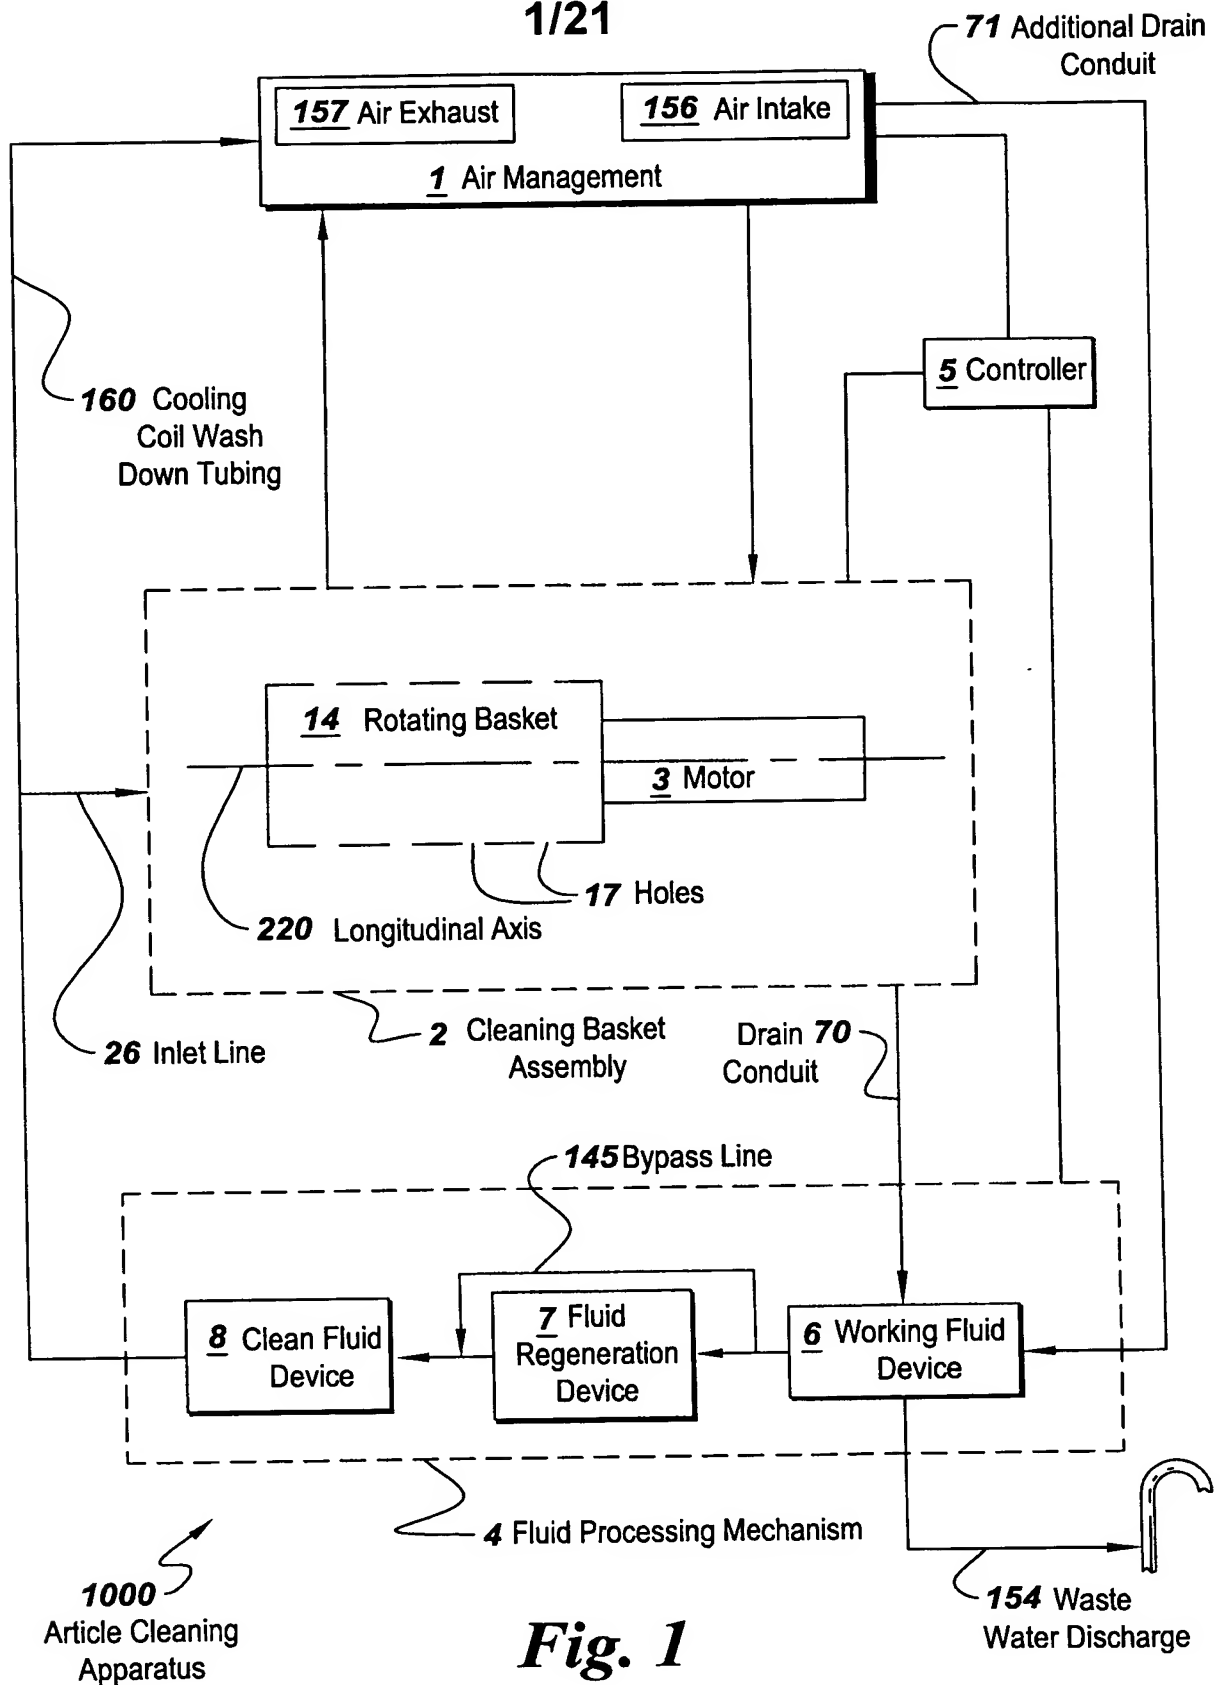 1/21
71 Additional Drain
Conduit
157 Air Exhaust
156 Air Intake
1 Air Management
5 Controller
160 Cooling
Coil Wash
Down Tubing
14 Rotating Basket
3 Motor
17 Holes
220 Longitudinal Axis
26 Inlet Line
2 Cleaning Basket
Assembly
Drain 70
Conduit
145 Bypass Line
8 Clean Fluid
Device
7 Fluid
Regeneration
Device
6 Working Fluid
Device
4 Fluid Processing Mechanism
1000
Article Cleaning
Apparatus
154 Waste
Water Discharge
Fig. 1